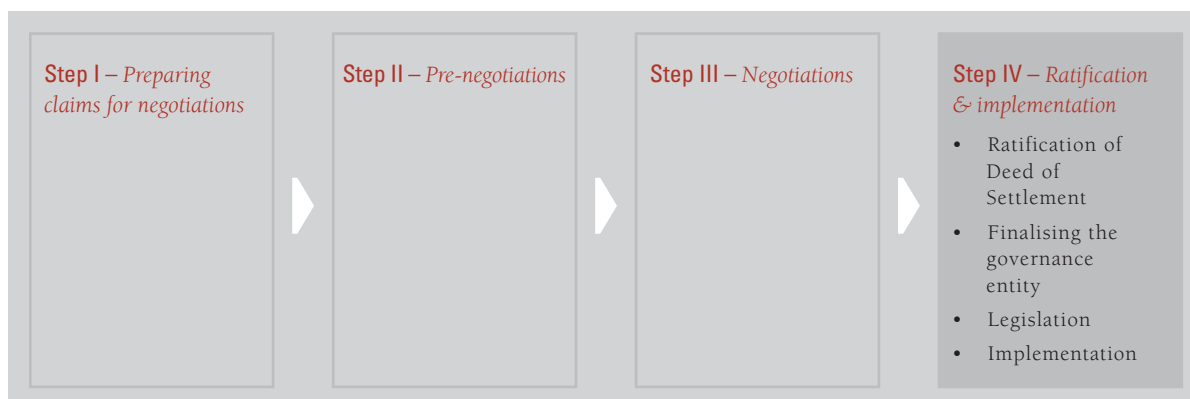 Step I – Preparing
claims for negotiations
Step II – Pre-negotiations
Step III – Negotiations
Step IV – Ratification
& implementation
• Ratification of
Deed of
Settlement
• Finalising the
governance
entity
• Legislation
• Implementation